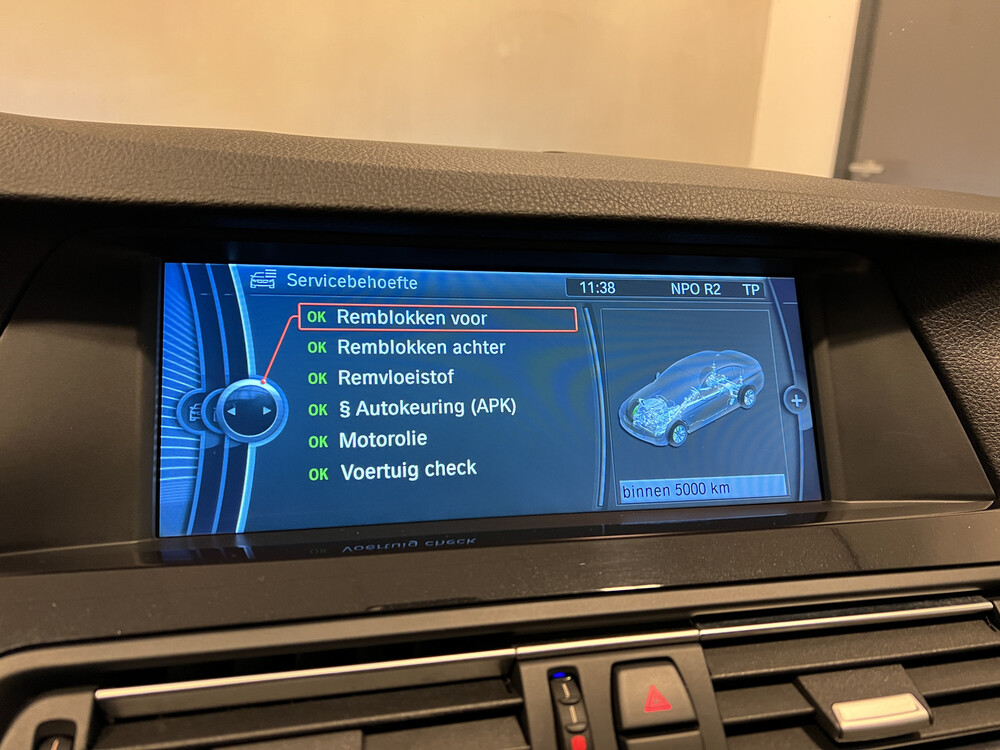 Servicebehoefte
11:38 NPO R2 TP
OK Remblokken voor
OK Remblokken achter
OK Remvloeistof
OK § Autokeuring (APK)
OK Motorolie
OK Voertuig check
binnen 5000 km